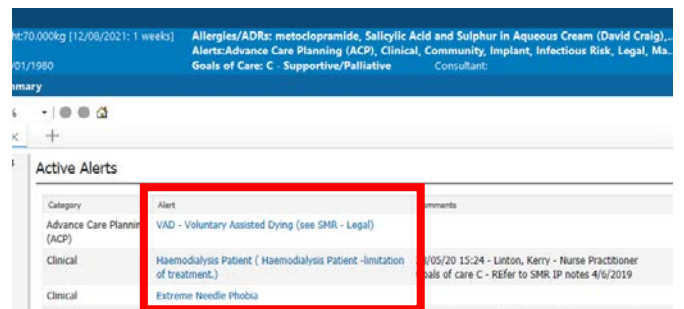 ht:70.000kg [12/08/2021: 1 weeks] Allergies/ADRs: metoclopramide, Salicylic Acid and Sulphur in Aqueous Cream (David Craig),...
Alerts:Advance Care Planning (ACP), Clinical, Community, Implant, Infectious Risk, Legal, Ma...
/01/1980 Goals of Care: C - Supportive/Palliative Consultant:
mmary
%
Active Alerts
Category Alert omments
Advance Care Plannin VAD - Voluntary Assisted Dying (see SMR - Legal)
(ACP)
Clinical Haemodialysis Patient ( Haemodialysis Patient -limitation /05/20 15:24 - Linton, Kerry - Nurse Practitioner
of treatment.) oals of care C - REfer to SMR IP notes 4/6/2019
Clinical Extreme Needle Phobia